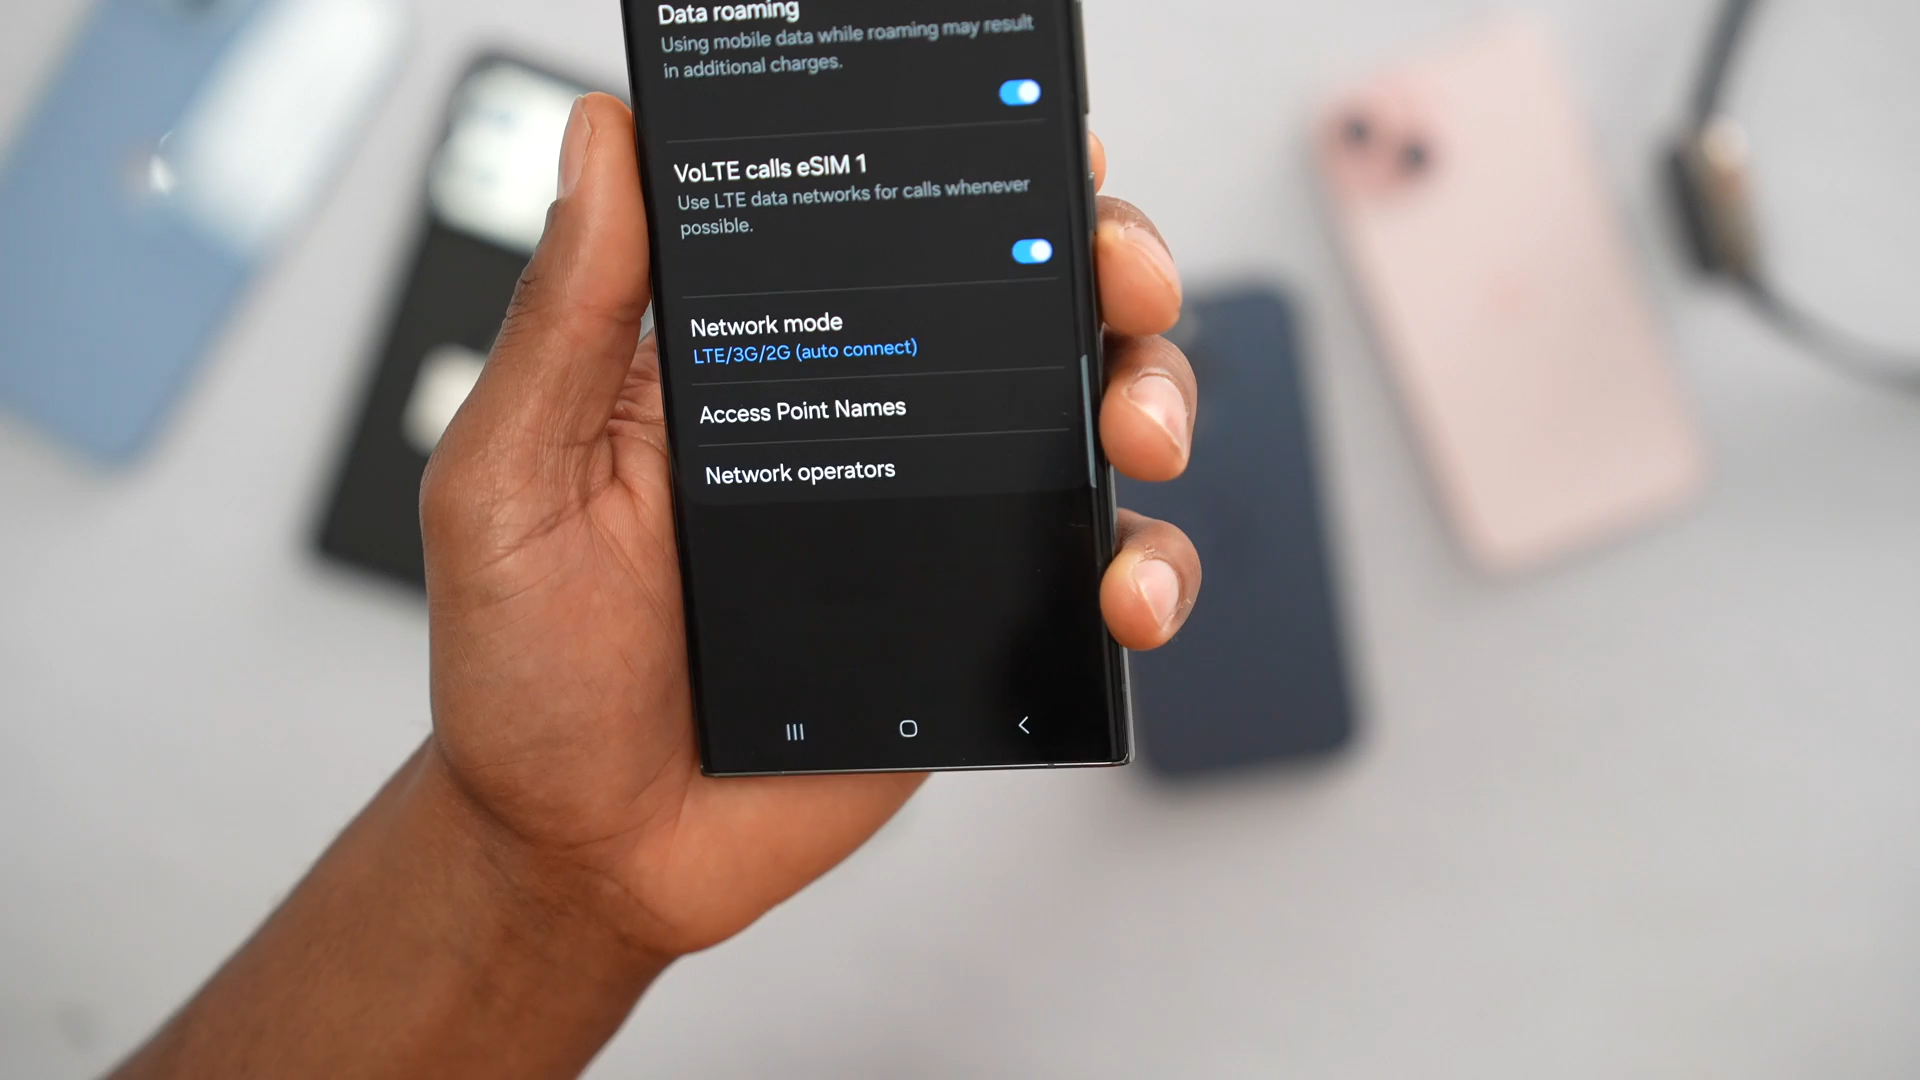 Data roaming
Using mobile data while roaming may result
in additional charges.
VoLTE calls eSIM 1
Use LTE data networks for calls whenever
possible.
Network mode
LTE/3G/2G (auto connect)
Access Point Names
Network operators